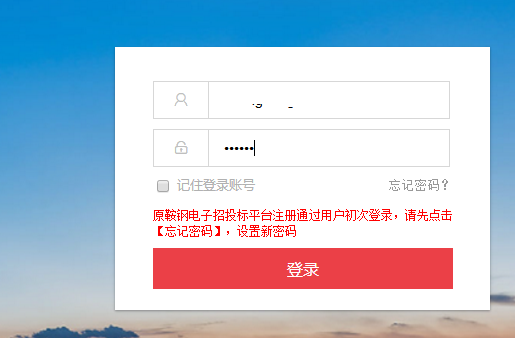 ••••••
记住登录账号 忘记密码？
原鞍钢电子招投标平台注册通过用户初次登录，请先点击
【忘记密码】，设置新密码
登录